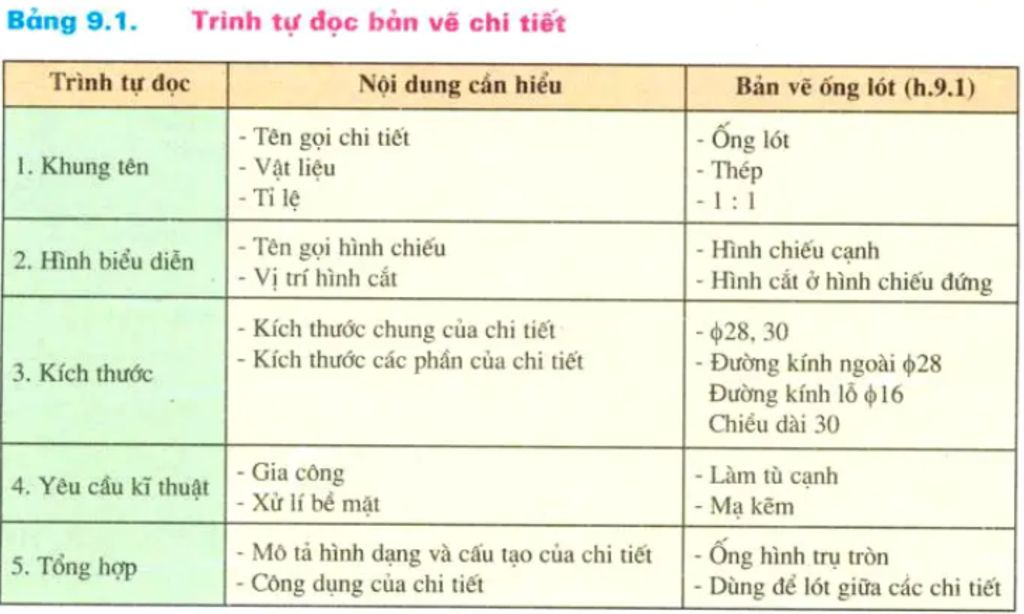 Bảng 9.1. Trình tự đọc bản vẽ chi tiết
Trình tự đọc
Nội dung cần hiểu
Bản vẽ ống lót (h.9.1)
1. Khung tên
- Tên gọi chi tiết
- Vật liệu
- Tỉ lệ
- Ống lót
- Thép
- 1 : 1
2. Hình biểu diễn
- Tên gọi hình chiếu
- Vị trí hình cắt
- Hình chiếu cạnh
- Hình cắt ở hình chiếu đứng
3. Kích thước
- Kích thước chung của chi tiết
- Kích thước các phần của chi tiết
- ϕ28, 30
- Đường kính ngoài ϕ28
Đường kính lỗ ϕ16
Chiều dài 30
4. Yêu cầu kĩ thuật
- Gia công
- Xử lí bề mặt
- Làm tù cạnh
- Mạ kẽm
5. Tổng hợp
- Mô tả hình dạng và cấu tạo của chi tiết
- Công dụng của chi tiết
- Ống hình trụ tròn
- Dùng để lót giữa các chi tiết